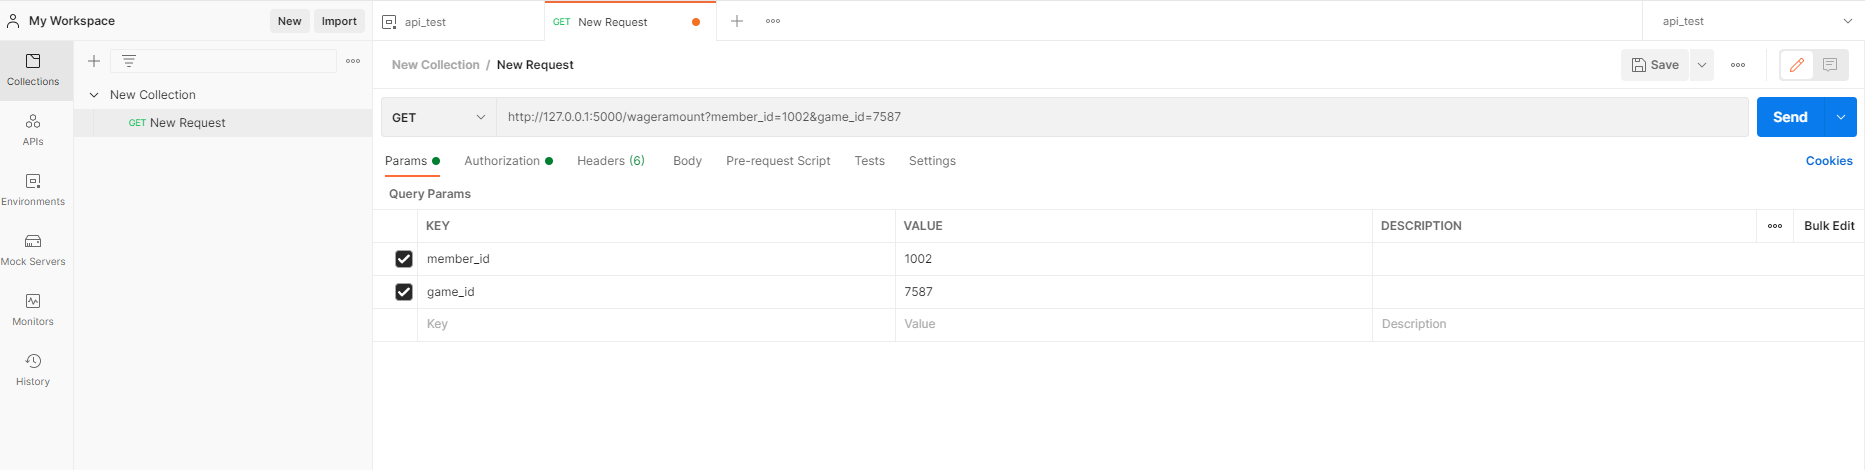 My Workspace New Import
api_test GET New Request api_test
Collections
APIs
Environments
Mock Servers
Monitors
History
New Collection
GET New Request
New Collection / New Request Save
GET http://127.0.0.1:5000/wageramount?member_id=1002&game_id=7587 Send
Params Authorization Headers (6) Body Pre-request Script Tests Settings Cookies
Query Params
KEY VALUE DESCRIPTION Bulk Edit
member_id 1002
game_id 7587
Key Value Description